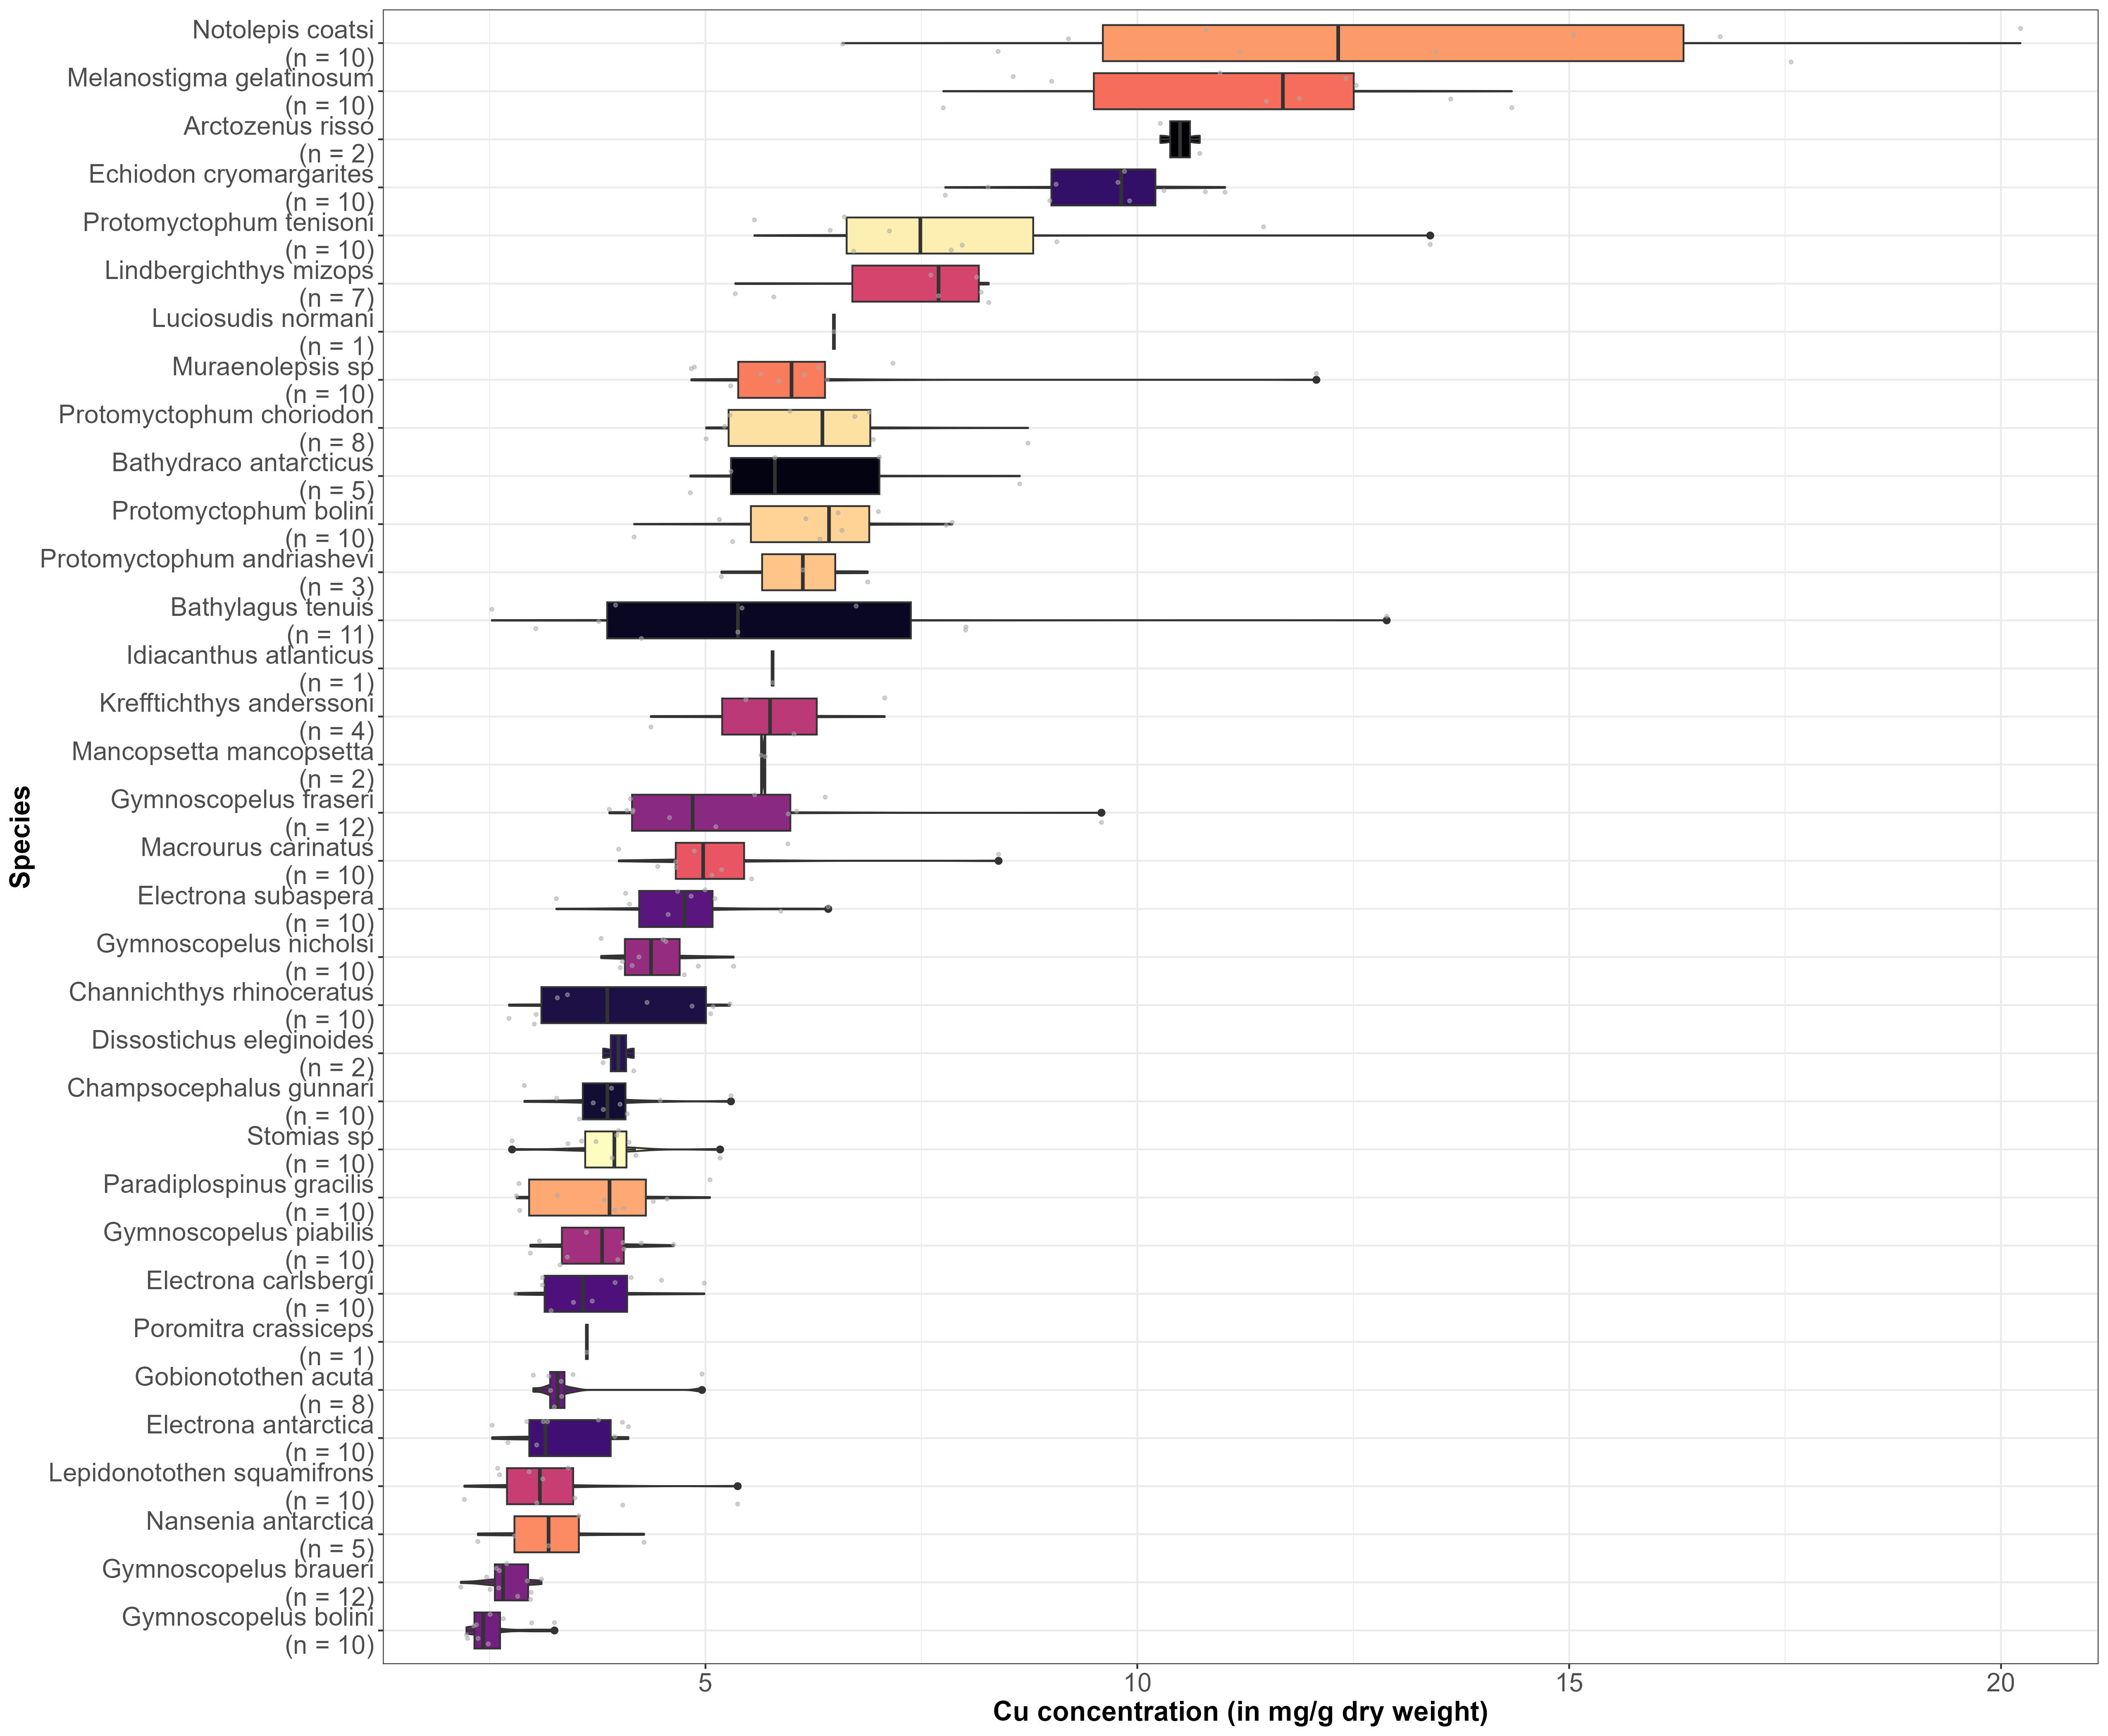 Notolepis coatsi
(n = 10)
Melanostigma gelatinosum
(n = 10)
Arctozenus risso
(n = 2)
Echiodon cryomargarites
(n = 10)
Protomyctophum tenisoni
(n = 10)
Lindbergichthys mizops
(n = 7)
Luciosudis normani
(n = 1)
Muraenolepsis sp
(n = 10)
Protomyctophum choriodon
(n = 8)
Bathydraco antarcticus
(n = 5)
Protomyctophum bolini
(n = 10)
Protomyctophum andriashevi
(n = 3)
Bathylagus tenuis
(n = 11)
Idiacanthus atlanticus
(n = 1)
Krefftichthys anderssoni
(n = 4)
Mancopsetta mancopsetta
(n = 2)
Gymnoscopelus fraseri
(n = 12)
Macrourus carinatus
(n = 10)
Electrona subaspera
(n = 10)
Gymnoscopelus nicholsi
(n = 10)
Channichthys rhinoceratus
(n = 10)
Dissostichus eleginoides
(n = 2)
Champsocephalus gunnari
(n = 10)
Stomias sp
(n = 10)
Paradiplospinus gracilis
(n = 10)
Gymnoscopelus piabilis
(n = 10)
Electrona carlsbergi
(n = 10)
Poromitra crassiceps
(n = 1)
Gobionotothen acuta
(n = 8)
Electrona antarctica
(n = 10)
Lepidonotothen squamifrons
(n = 10)
Nansenia antarctica
(n = 5)
Gymnoscopelus braueri
(n = 12)
Gymnoscopelus bolini
(n = 10)
Species
5 10 15 20
Cu concentration (in mg/g dry weight)